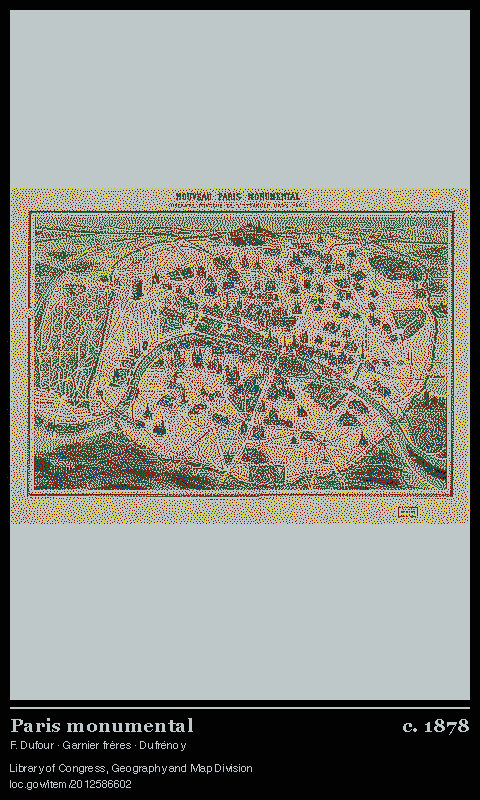 NOUVEAU PARIS MONUMENTAL
Paris monumental
c. 1878
F. Dufour · Garnier frères · Dufrénoy
Library of Congress, Geography and Map Division
loc.gov/item/2012586602